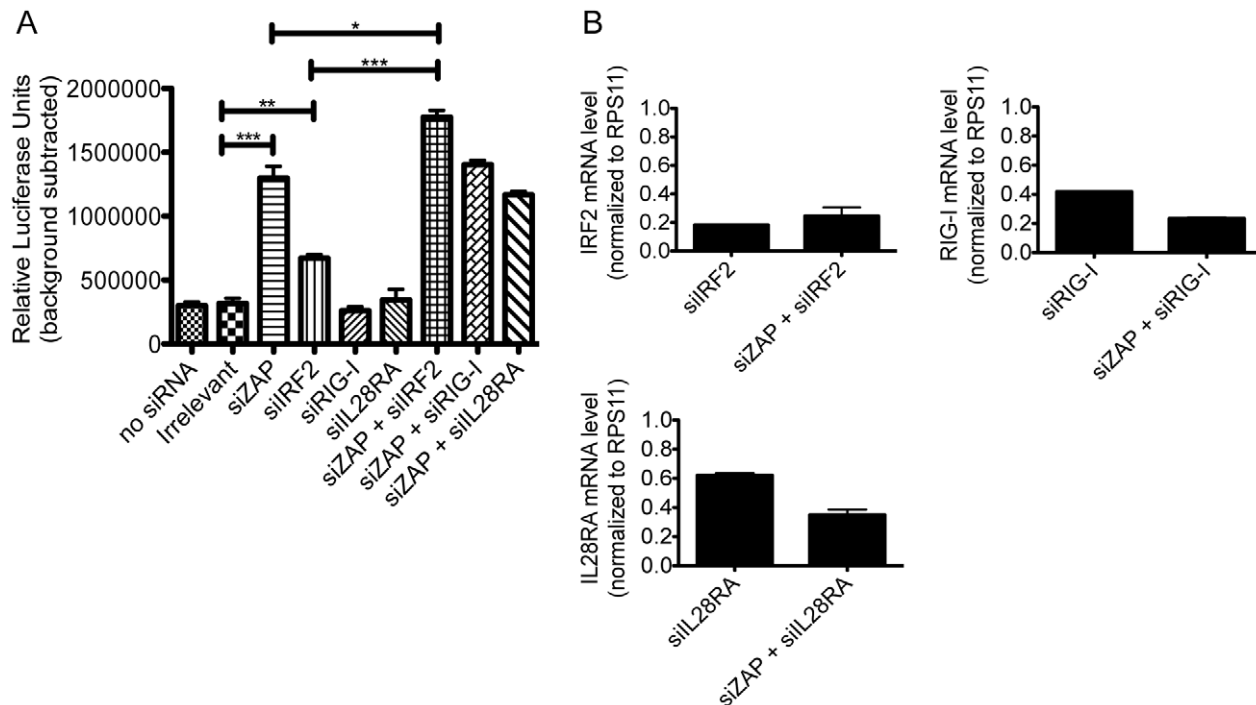 A
*
***
**
***
Relative Luciferase Units
(background subtracted)
2000000
1500000
1000000
500000
0
no siRNA
Irrelevant
siZAP
siIRF2
siRIG-I
siIL28RA
siZAP + siIRF2
siZAP + siRIG-I
siZAP + siIL28RA
B
IRF2 mRNA level
(normalized to RPS11)
1.0
0.8
0.6
0.4
0.2
0.0
siIRF2
siZAP + siIRF2
RIG-I mRNA level
(normalized to RPS11)
1.0
0.8
0.6
0.4
0.2
0.0
siRIG-I
siZAP + siRIG-I
IL28RA mRNA level
(normalized to RPS11)
1.0
0.8
0.6
0.4
0.2
0.0
siIL28RA
siZAP + siIL28RA